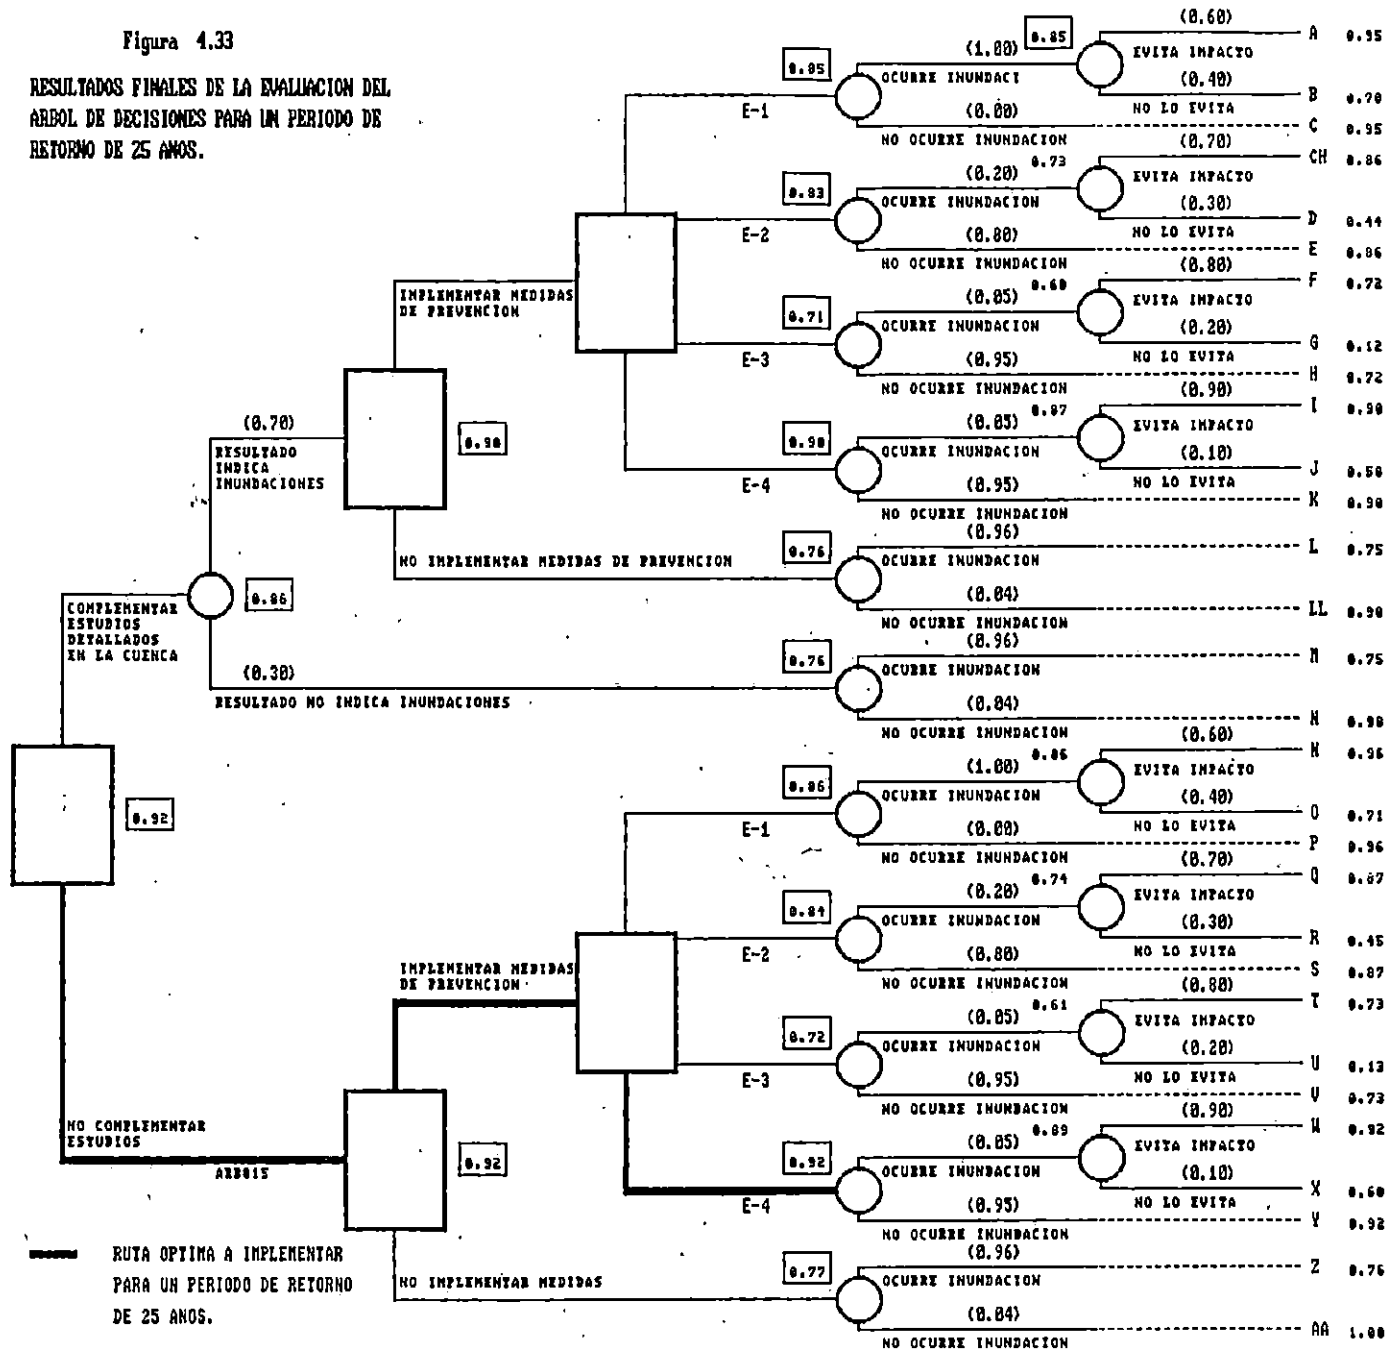 Figura 4.33
RESULTADOS FINALES DE LA EVALUACION DEL
ARBOL DE DECISIONES PARA UN PERIODO DE
RETORNO DE 25 ANOS.
(0.60)
0.85
A 0.95
(1.00)
EVITA IMPACTO
0.85
OCURRE INUNDACI
(0.40)
B 0.70
E-1
(0.00)
NO LO EVITA
C 0.95
NO OCURRE INUNDACION
(0.70)
0.73
CH 0.86
(0.20)
EVITA IMPACTO
0.83
OCURRE INUNDACION
(0.30)
D 0.44
E-2
(0.80)
NO LO EVITA
E 0.86
NO OCURRE INUNDACION
(0.80)
IMPLEMENTAR MEDIDAS
DE PREVENCION
0.60
F 0.72
(0.05)
EVITA IMPACTO
0.71
OCURRE INUNDACION
(0.20)
G 0.12
E-3
(0.95)
NO LO EVITA
H 0.72
NO OCURRE INUNDACION
(0.90)
0.87
I 0.90
(0.70)
(0.05)
EVITA IMPACTO
0.90
RESULTADO
INDICA
INUNDACIONES
0.90
OCURRE INUNDACION
(0.10)
J 0.58
E-4
(0.95)
NO LO EVITA
K 0.90
NO OCURRE INUNDACION
(0.96)
L 0.75
NO IMPLEMENTAR MEDIDAS DE PREVENCION
0.76
OCURRE INUNDACION
(0.04)
0.86
LL 0.98
COMPLEMENTAR
ESTUDIOS
DETALLADOS
EN LA CUENCA
NO OCURRE INUNDACION
(0.96)
M 0.75
(0.30)
0.76
OCURRE INUNDACION
RESULTADO NO INDICA INUNDACIONES
(0.04)
N 0.98
NO OCURRE INUNDACION
(0.60)
0.86
N 0.96
(1.00)
EVITA IMPACTO
0.86
OCURRE INUNDACION
(0.40)
0.92
O 0.71
E-1
(0.00)
NO LO EVITA
P 0.96
NO OCURRE INUNDACION
(0.70)
0.74
Q 0.87
(0.20)
EVITA IMPACTO
0.84
OCURRE INUNDACION
(0.30)
R 0.45
E-2
(0.80)
NO LO EVITA
S 0.87
IMPLEMENTAR MEDIDAS
DE PREVENCION
NO OCURRE INUNDACION
(0.80)
0.61
T 0.73
(0.05)
EVITA IMPACTO
0.72
OCURRE INUNDACION
(0.20)
U 0.13
E-3
(0.95)
NO LO EVITA
V 0.73
NO OCURRE INUNDACION
(0.90)
0.89
W 0.92
NO COMPLEMENTAR
ESTUDIOS
(0.05)
EVITA IMPACTO
0.92
0.92
OCURRE INUNDACION
(0.10)
ARBO15
X 0.60
E-4
(0.95)
NO LO EVITA
Y 0.92
NO OCURRE INUNDACION
(0.96)
Z 0.76
NO IMPLEMENTAR MEDIDAS
0.77
OCURRE INUNDACION
(0.04)
AA 1.00
NO OCURRE INUNDACION
RUTA OPTIMA A IMPLEMENTAR
PARA UN PERIODO DE RETORNO
DE 25 ANOS.